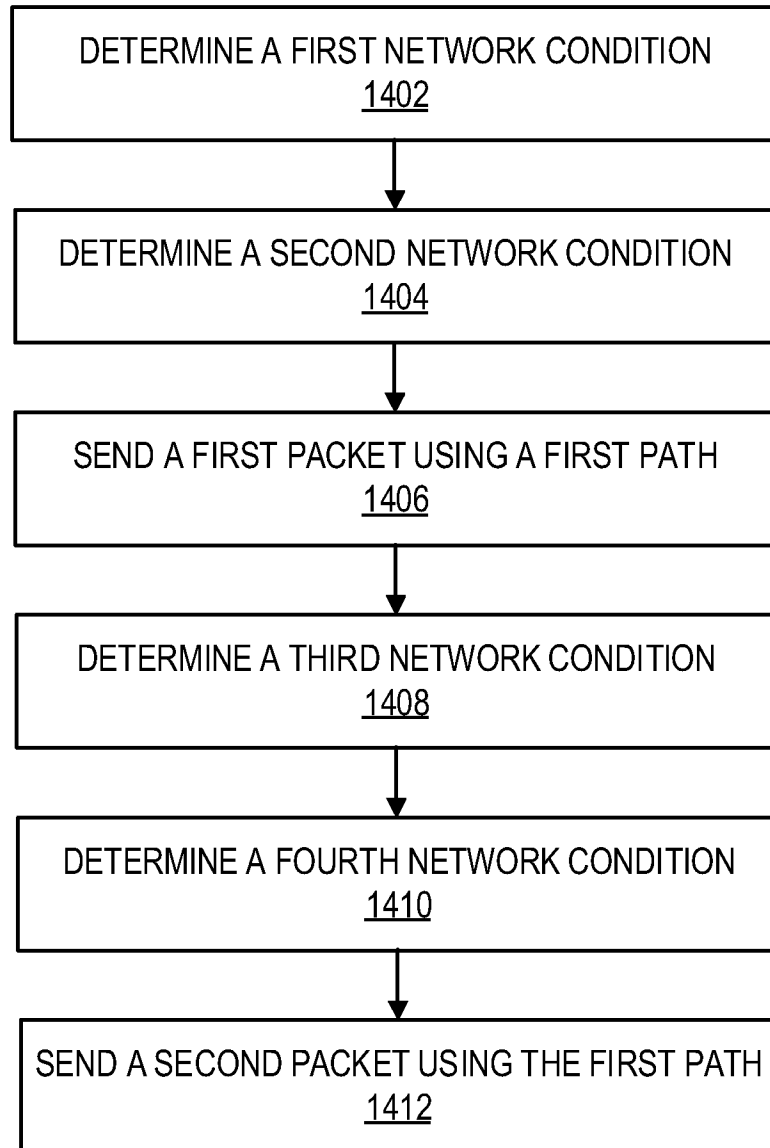 DETERMINE A FIRST NETWORK CONDITION
1402
DETERMINE A SECOND NETWORK CONDITION
1404
SEND A FIRST PACKET USING A FIRST PATH
1406
DETERMINE A THIRD NETWORK CONDITION
1408
DETERMINE A FOURTH NETWORK CONDITION
1410
SEND A SECOND PACKET USING THE FIRST PATH
1412